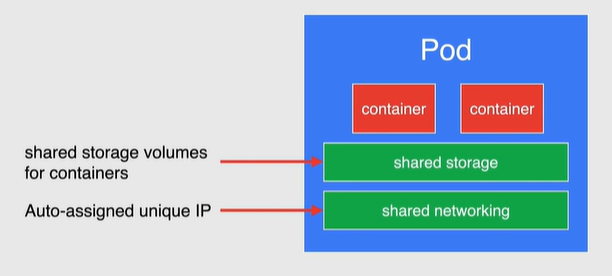 Pod
container
container
shared storage volumes
for containers
shared storage
Auto-assigned unique IP
shared networking